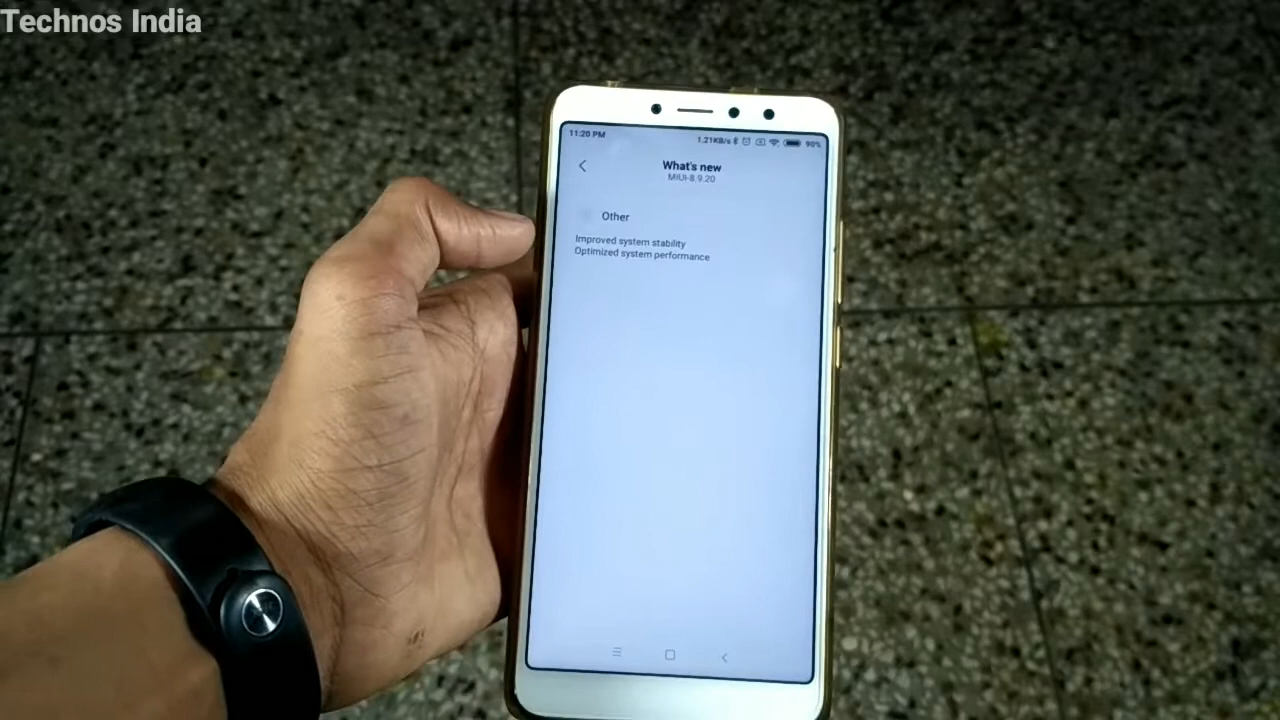 Technos India
11:20 PM
1.21KB/s
90%
What's new
MIUI-8.9.20
Other
Improved system stability
Optimized system performance